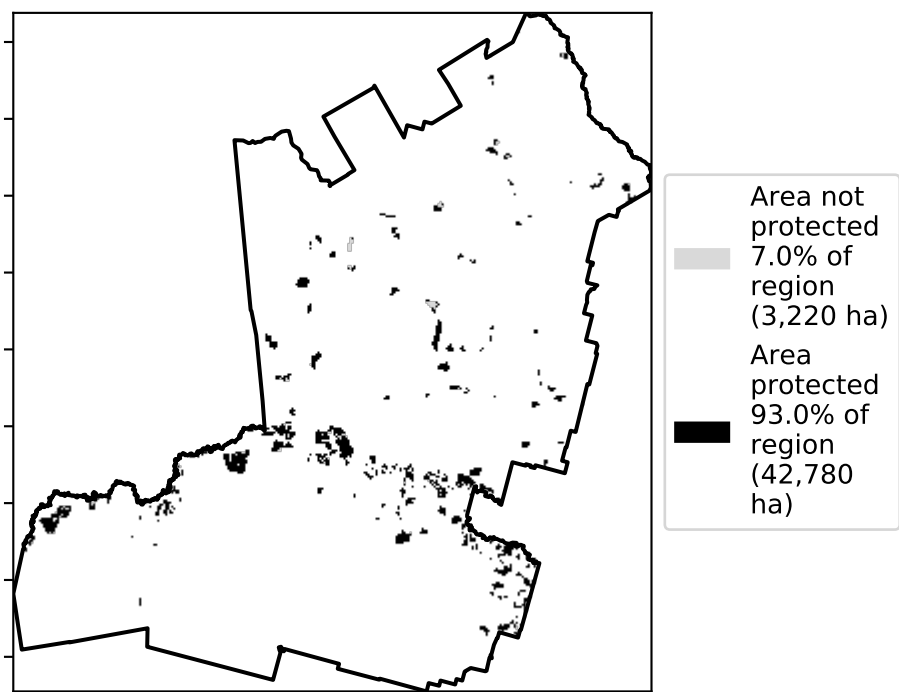 Area not
protected
7.0% of
region
(3,220 ha)
Area
protected
93.0% of
region
(42,780
ha)